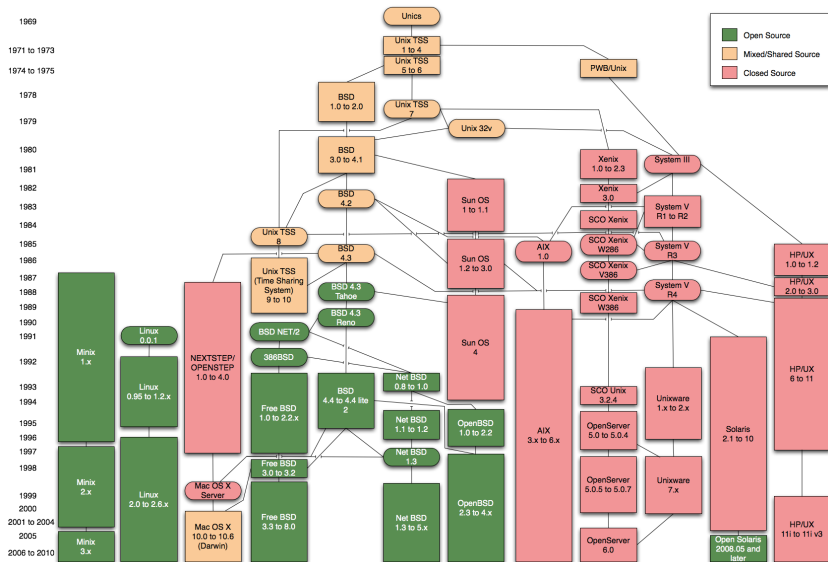 1969
1971 to 1973
1974 to 1975
1978
1979
1980
1981
1982
1983
1984
1985
1986
1987
1988
1989
1990
1991
1992
1993
1994
1995
1996
1997
1998
1999
2000
2001 to 2004
2005
2006 to 2010
Open Source
Mixed/Shared Source
Closed Source
Unics
Unix TSS
1 to 4
Unix TSS
5 to 6
PWB/Unix
BSD
1.0 to 2.0
Unix TSS
7
Unix 32v
BSD
3.0 to 4.1
Xenix
1.0 to 2.3
System III
Xenix
3.0
Sun OS
1 to 1.1
BSD
4.2
SCO Xenix
System V
R1 to R2
Unix TSS
8
SCO Xenix
W286
System V
R3
AIX
1.0
BSD
4.3
Sun OS
1.2 to 3.0
HP/UX
1.0 to 1.2
Unix TSS
(Time Sharing
System)
9 to 10
SCO Xenix
V386
HP/UX
2.0 to 3.0
BSD 4.3
Tahoe
System V
R4
SCO Xenix
W386
BSD 4.3
Reno
Linux
0.0.1
BSD NET/2
Sun OS
4
Minix
1.x
NEXTSTEP/
OPENSTEP
1.0 to 4.0
386BSD
HP/UX
6 to 11
Linux
0.95 to 1.2.x
Net BSD
0.8 to 1.0
SCO Unix
3.2.4
Unixware
1.x to 2.x
Free BSD
1.0 to 2.2.x
BSD
4.4 to 4.4 lite
2
Net BSD
1.1 to 1.2
OpenBSD
1.0 to 2.2
OpenServer
5.0 to 5.0.4
Solaris
2.1 to 10
AIX
3.x to 6.x
Net BSD
1.3
Free BSD
3.0 to 3.2
Minix
2.x
Mac OS X
Server
Linux
2.0 to 2.6.x
OpenBSD
2.3 to 4.x
OpenServer
5.0.5 to 5.0.7
Unixware
7.x
Mac OS X
10.0 to 10.6
(Darwin)
Free BSD
3.3 to 8.0
Net BSD
1.3 to 5.x
HP/UX
11i to 11i v3
Minix
3.x
OpenServer
6.0
Open Solaris
2008.05 and
later